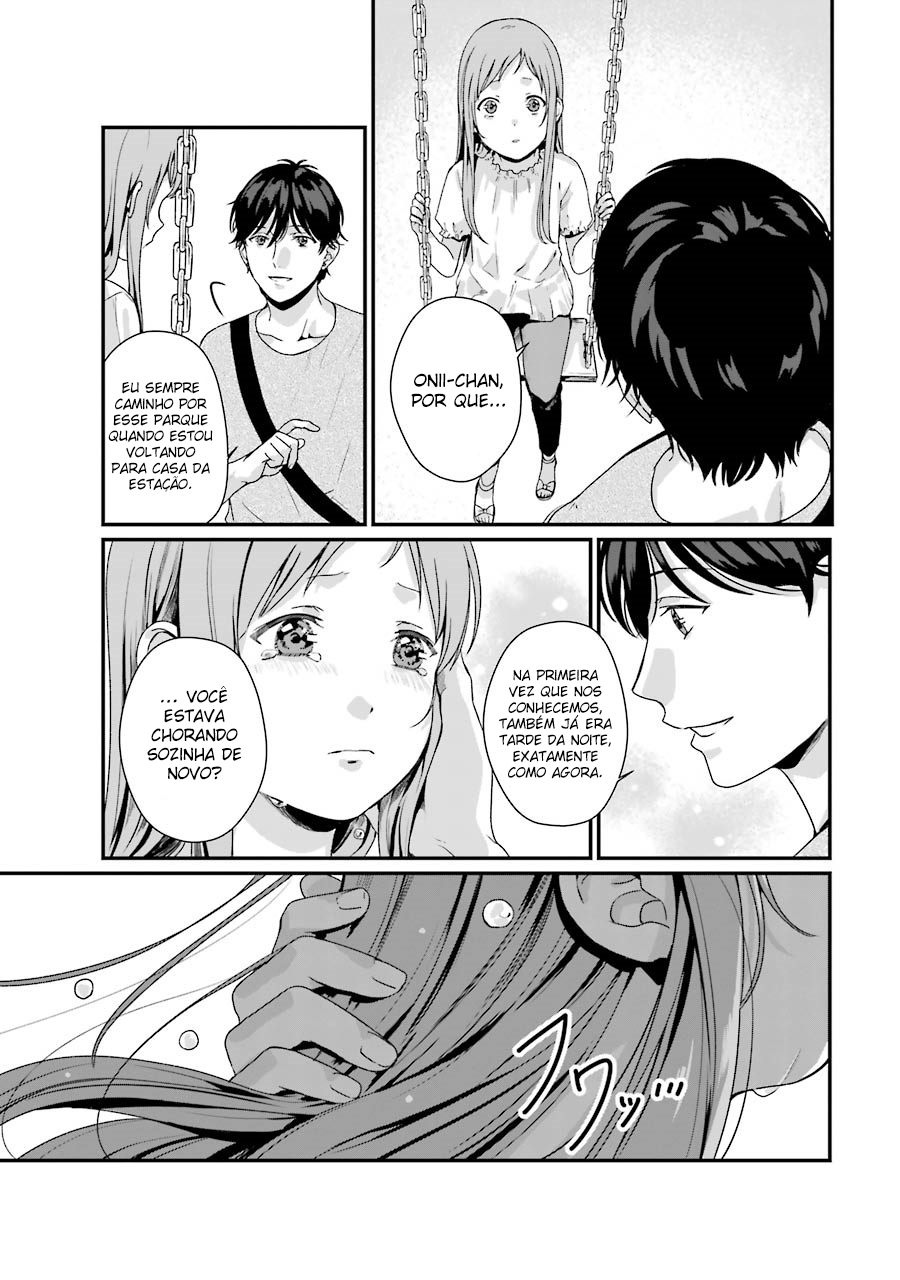 ONII-CHAN,
POR QUE...
EU SEMPRE
CAMINHO POR
ESSE PARQUE
QUANDO ESTOU
VOLTANDO
PARA CASA DA
ESTAÇÃO.
NA PRIMEIRA
VEZ QUE NOS
CONHECEMOS,
TAMBÉM JÁ ERA
TARDE DA NOITE,
EXATAMENTE
COMO AGORA.
... VOCÊ
ESTAVA
CHORANDO
SOZINHA DE
NOVO?
フワッ…